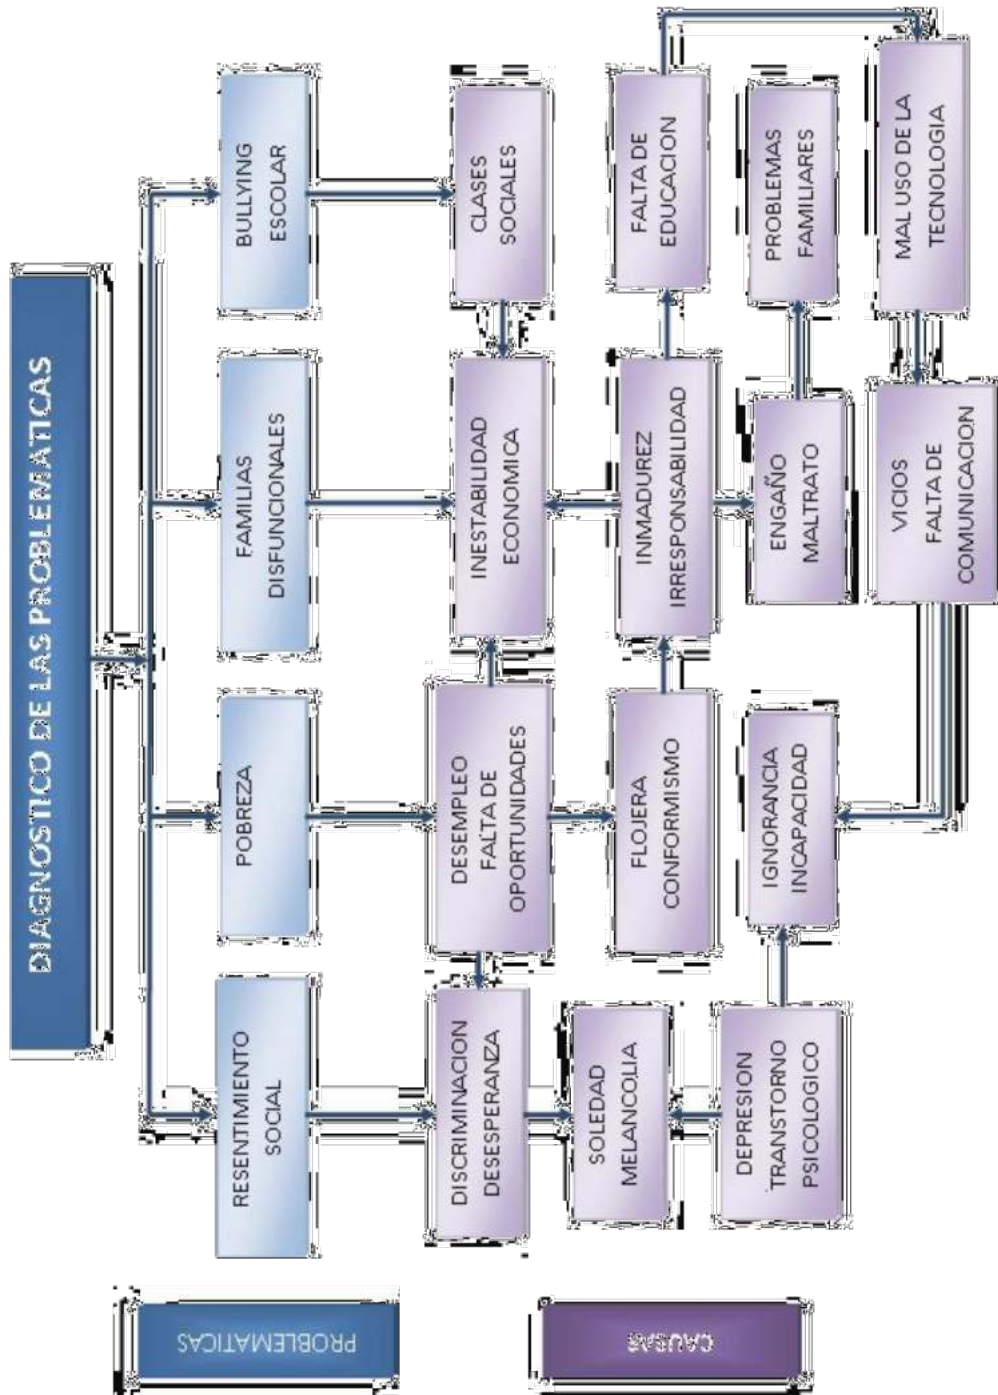 DIAGNOSTICO DE LAS PROBLEMATICAS
PROBLEMATICAS
RESENTIMIENTO
SOCIAL
POBREZA
FAMILIAS
DISFUNCIONALES
BULLYING
ESCOLAR
CAUSAS
DISCRIMINACION
DESESPERANZA
DESEMPLEO
FALTA DE
OPORTUNIDADES
INESTABILIDAD
ECONOMICA
CLASES
SOCIALES
SOLEDAD
MELANCOLIA
FLOJERA
CONFORMISMO
INMADUREZ
IRRESPONSABILIDAD
FALTA DE
EDUCACION
DEPRESION
TRANSTORNO
PSICOLOGICO
IGNORANCIA
INCAPACIDAD
ENGAÑO
MALTRATO
PROBLEMAS
FAMILIARES
VICIOS
FALTA DE
COMUNICACION
MAL USO DE LA
TECNOLOGIA